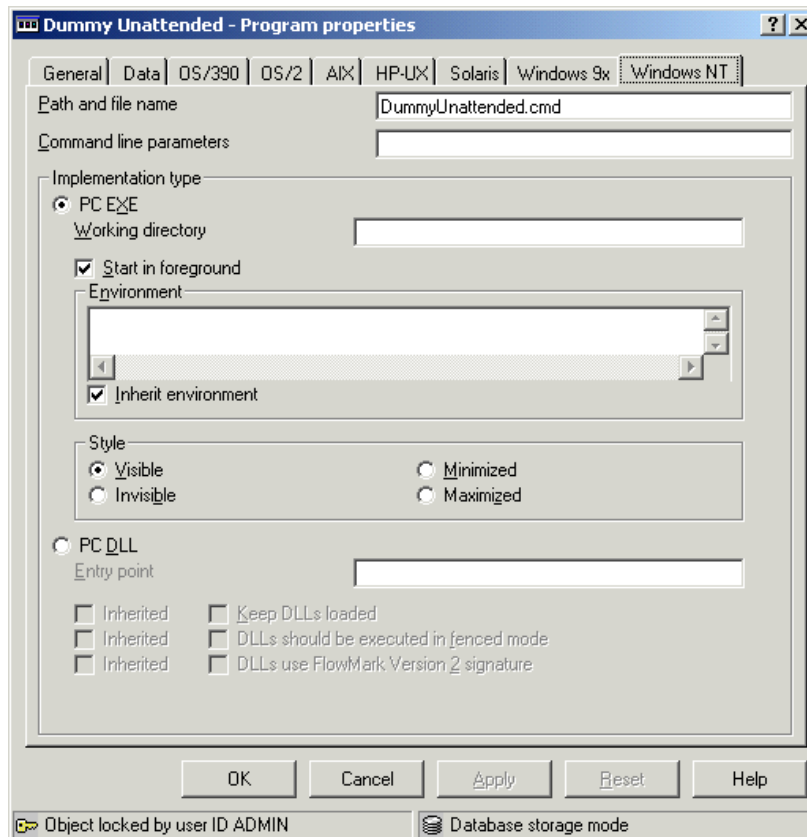 Dummy Unattended - Program properties
General Data OS/390 OS/2 AIX HP-UX Solaris Windows 9x Windows NT
Path and file name DummyUnattended.cmd
Command line parameters
Implementation type
PC EXE
Working directory
Start in foreground
Environment
Inherit environment
Style
Visible Minimized
Invisible Maximized
PC DLL
Entry point
Inherited Keep DLLs loaded
Inherited DLLs should be executed in fenced mode
Inherited DLLs use FlowMark Version 2 signature
OK Cancel Apply Reset Help
Object locked by user ID ADMIN Database storage mode